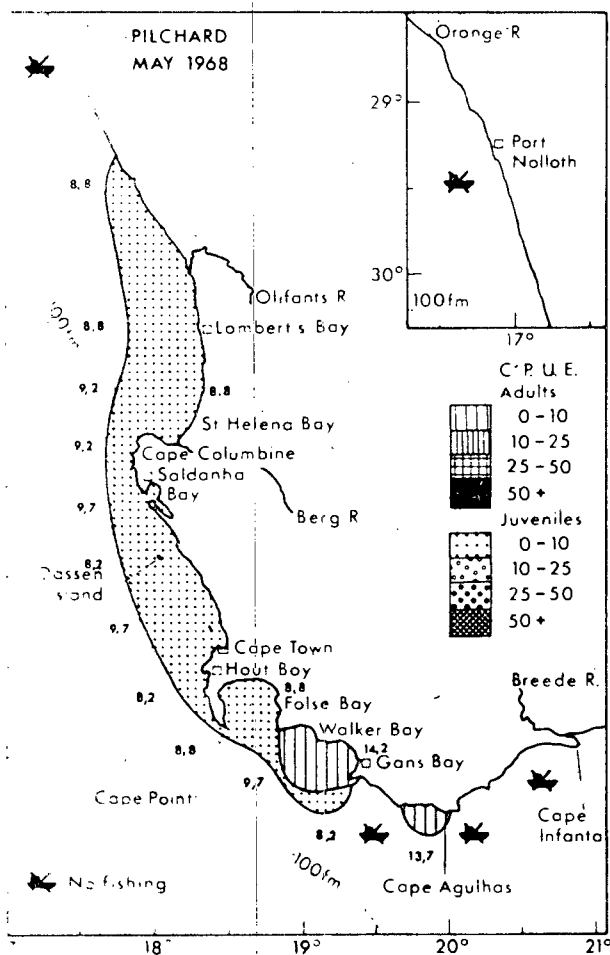 PILCHARD
MAY 1968
Orange R
29°
Port
Nolloth
30°
100fm
17°
8,8
Olifants R
100fm
8,8
Lamberts Bay
C.P.U.E.
Adults
0-10
10-25
25-50
50+
9,2
8.8
St Helena Bay
9,2
Cape Columbine
Saldanha
Bay
9,7
Berg R
Juveniles
0-10
10-25
25-50
50+
8,2
Dassen
Island
9,7
Cape Town
Hout Bay
8,2
8,8
False Bay
Breede R.
8,8
Walker Bay
14,2
Gans Bay
9,7
Cape Point
8,2
13,7
Cape
Infanta
100fm
No fishing
Cape Agulhas
18°
19°
20°
21°